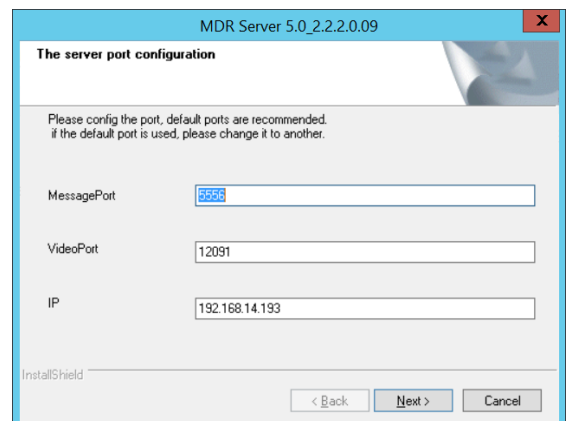 MDR Server 5.0_2.2.2.0.09
X
The server port configuration
Please config the port, default ports are recommended.
if the default port is used, please change it to another.
MessagePort
5556
VideoPort
12091
IP
192.168.14.193
InstallShield
< Back
Next >
Cancel